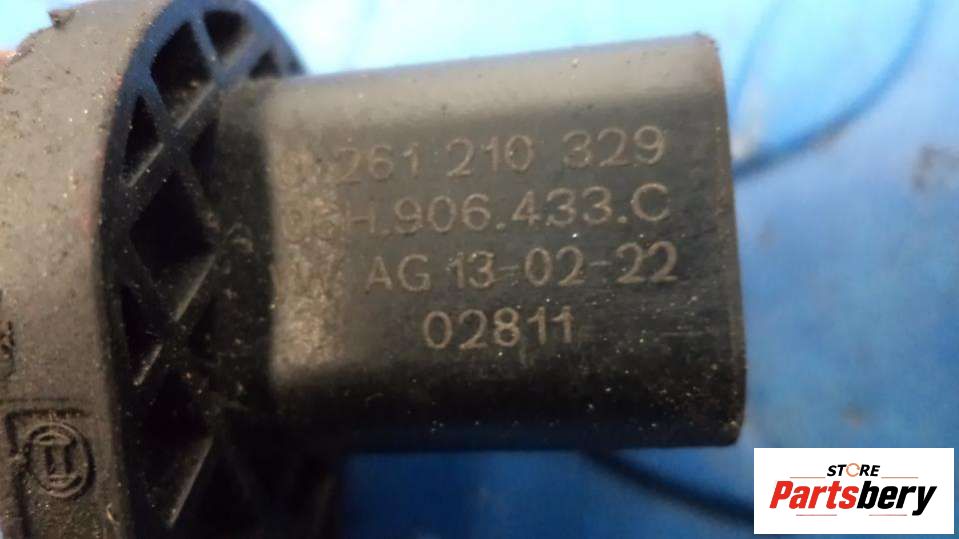 261 210 329
H.906.433.C
AG 13-02-22
02811
STORE
Partsbery